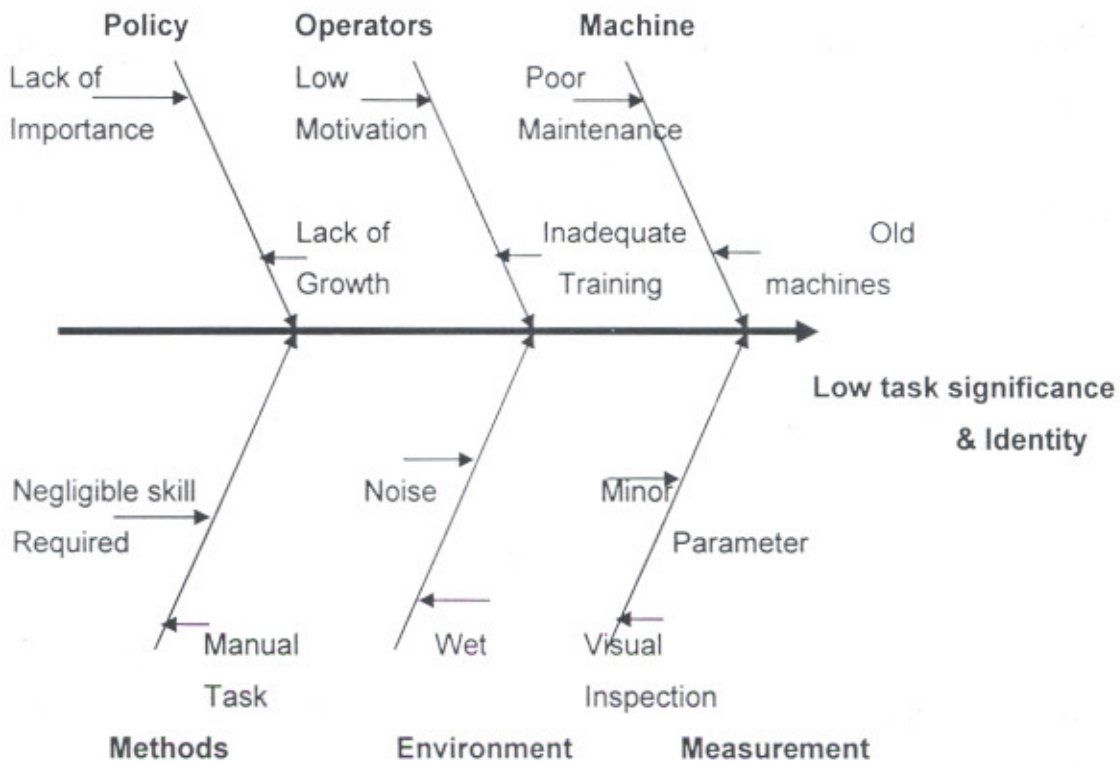 Policy
Operators
Machine
Lack of
Importance
Low
Motivation
Poor
Maintenance
Lack of
Growth
Inadequate
Training
Old
machines
Low task significance
& Identity
Negligible skill
Required
Noise
Minor
Parameter
Manual
Task
Wet
Visual
Inspection
Methods
Environment
Measurement